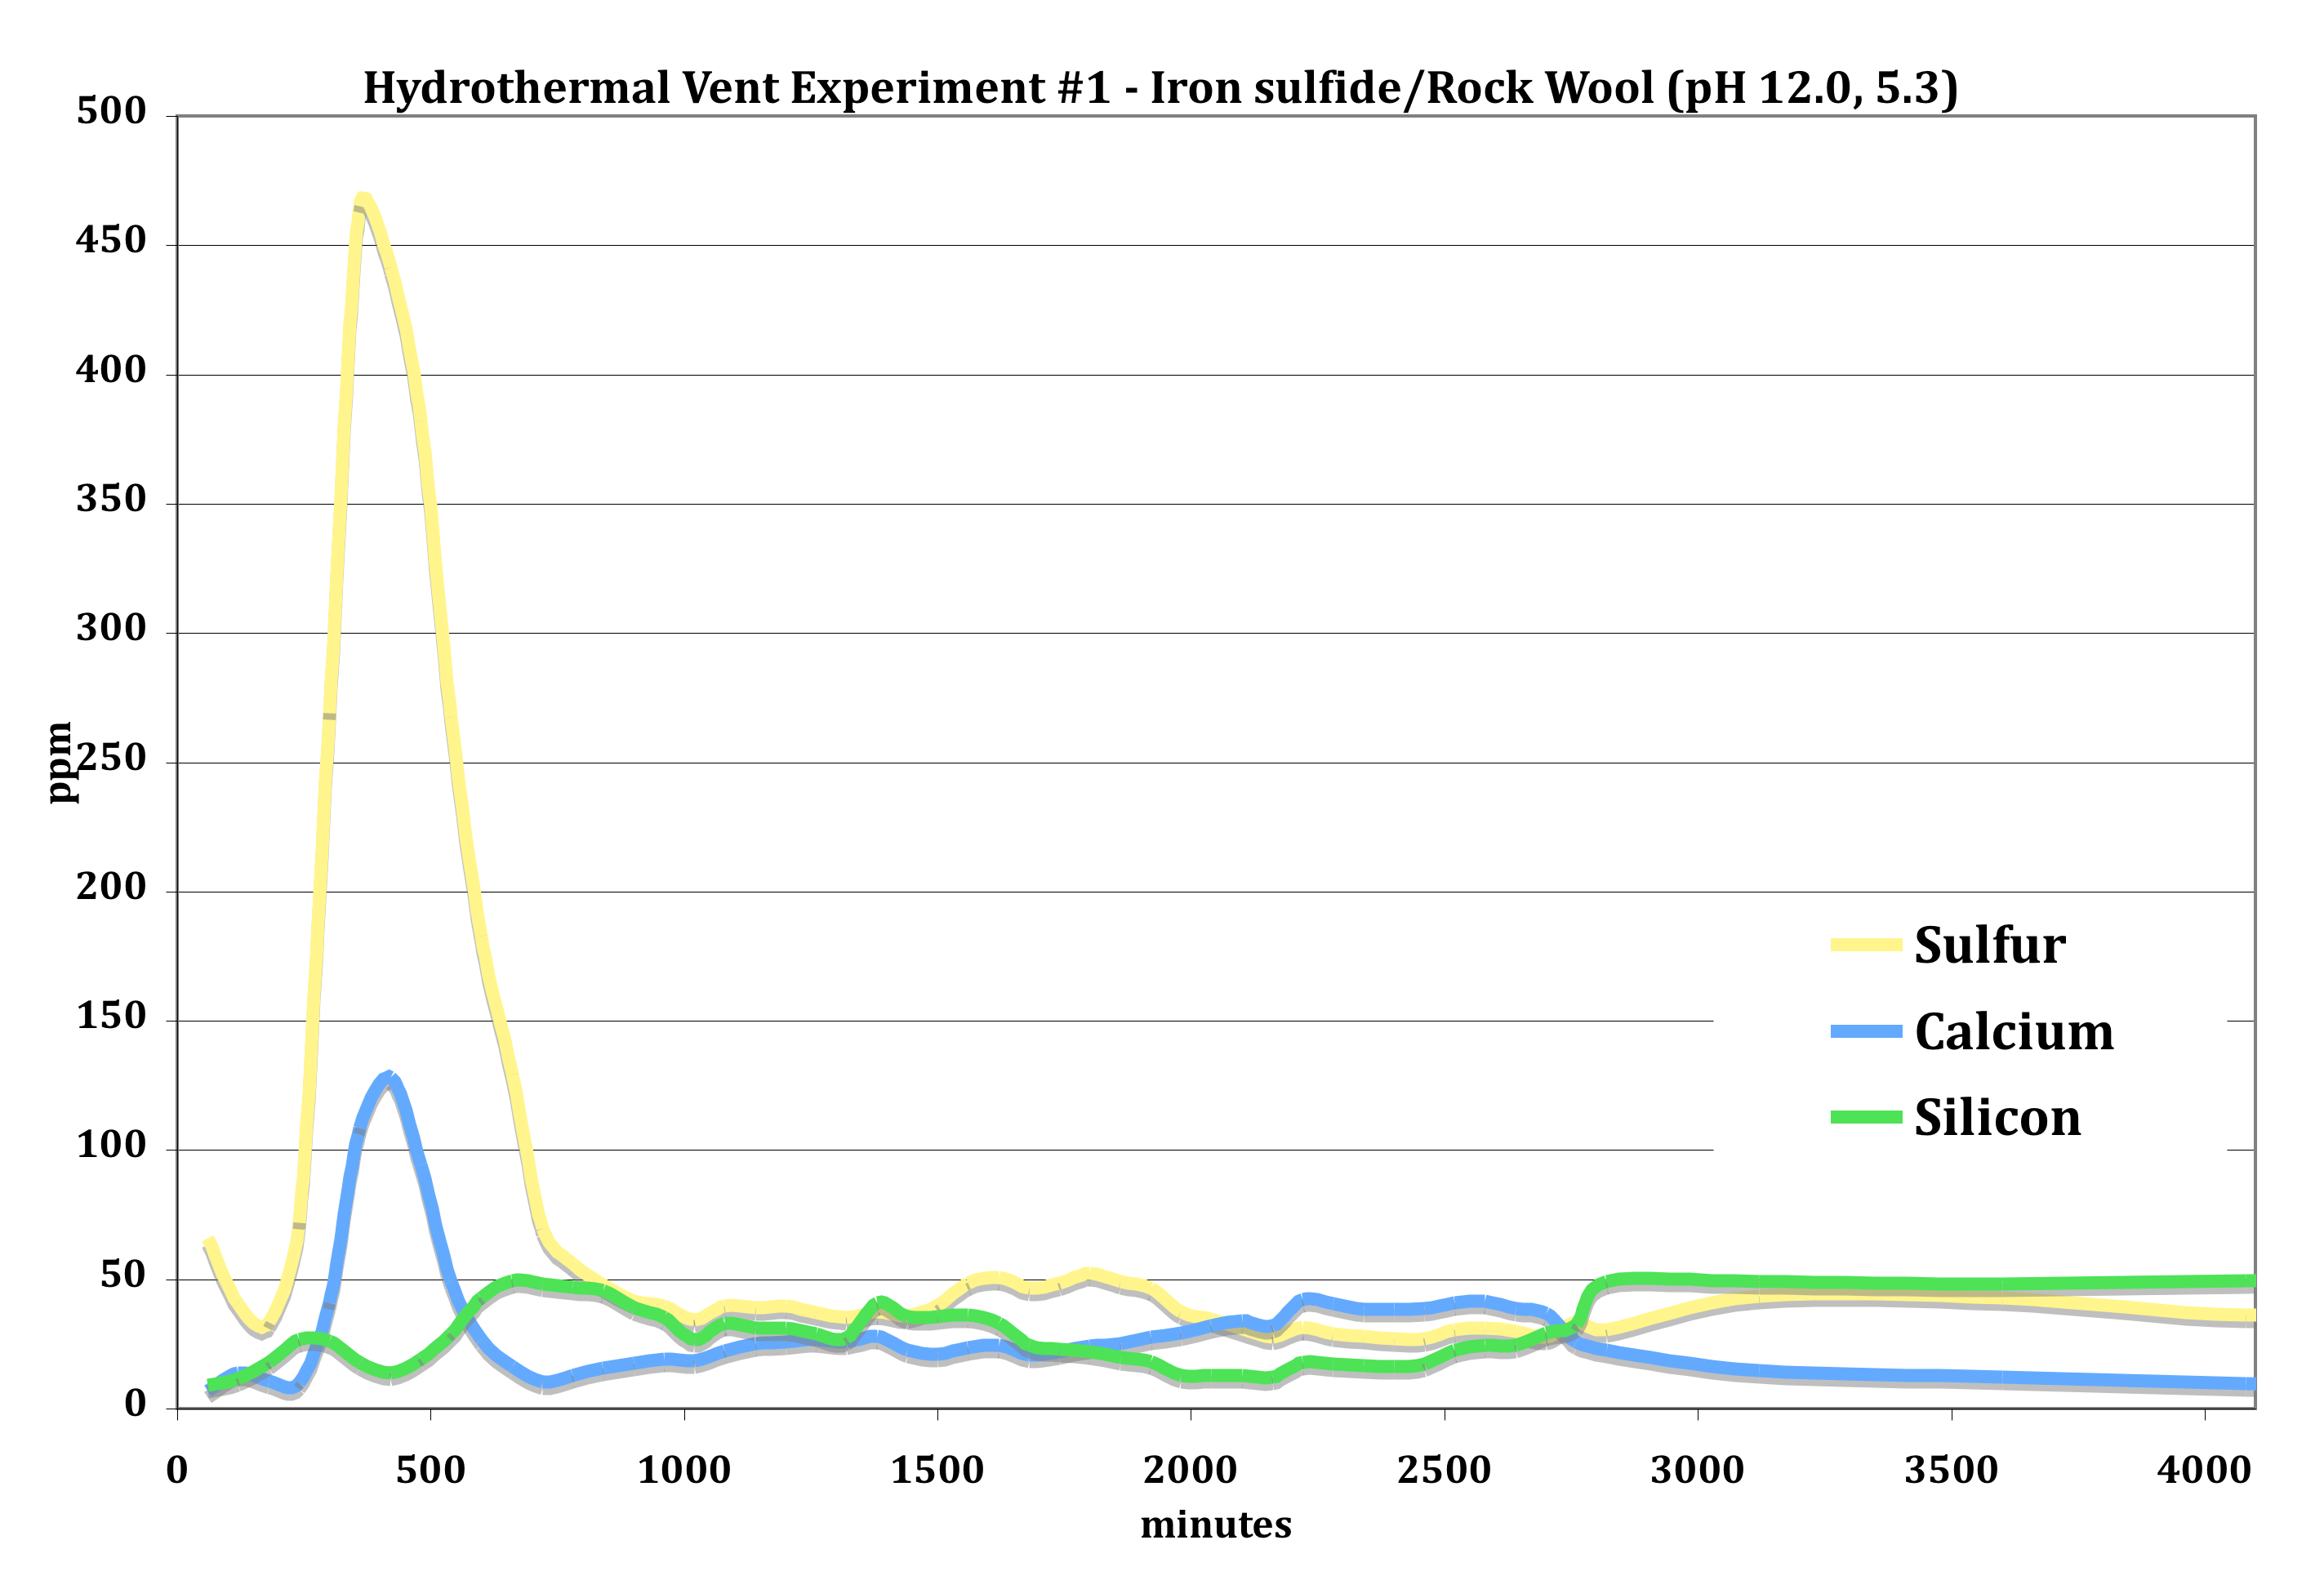 Hydrothermal Vent Experiment #1 - Iron sulfide/Rock Wool (pH 12.0, 5.3)
500
450
400
350
300
250
200
150
100
50
0
ppm
Sulfur
Calcium
Silicon
0 500 1000 1500 2000 2500 3000 3500 4000
minutes